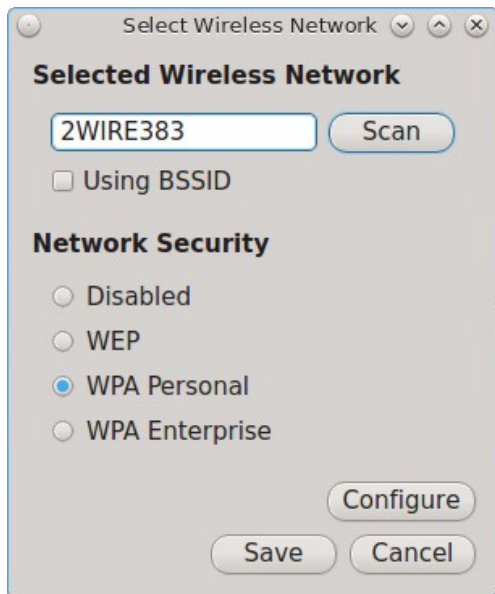 Select Wireless Network
Selected Wireless Network
2WIRE383 Scan
Using BSSID
Network Security
Disabled
WEP
WPA Personal
WPA Enterprise
Configure
Save Cancel